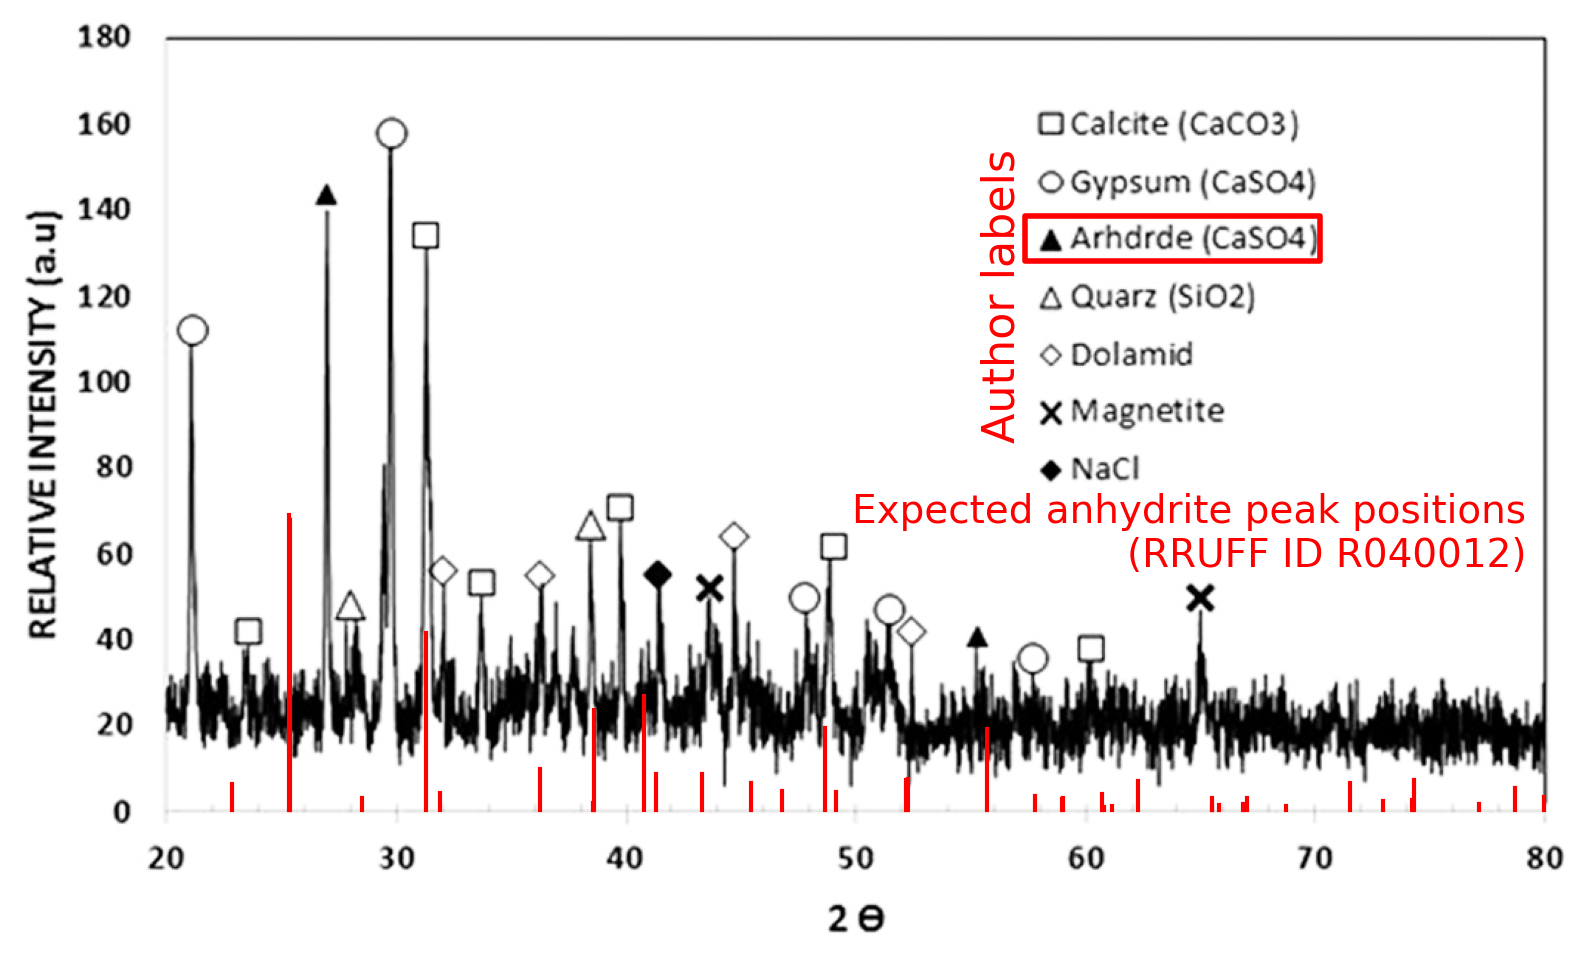 180
160
140
120
100
80
60
40
20
0
RELATIVE INTENSITY (a.u)
20 30 40 50 60 70 80
2 Ɵ
Author labels
Calcite (CaCO3)
Gypsum (CaSO4)
Arhdrde (CaSO4)
Quarz (SiO2)
Dolamid
Magnetite
NaCl
Expected anhydrite peak positions
(RRUFF ID R040012)